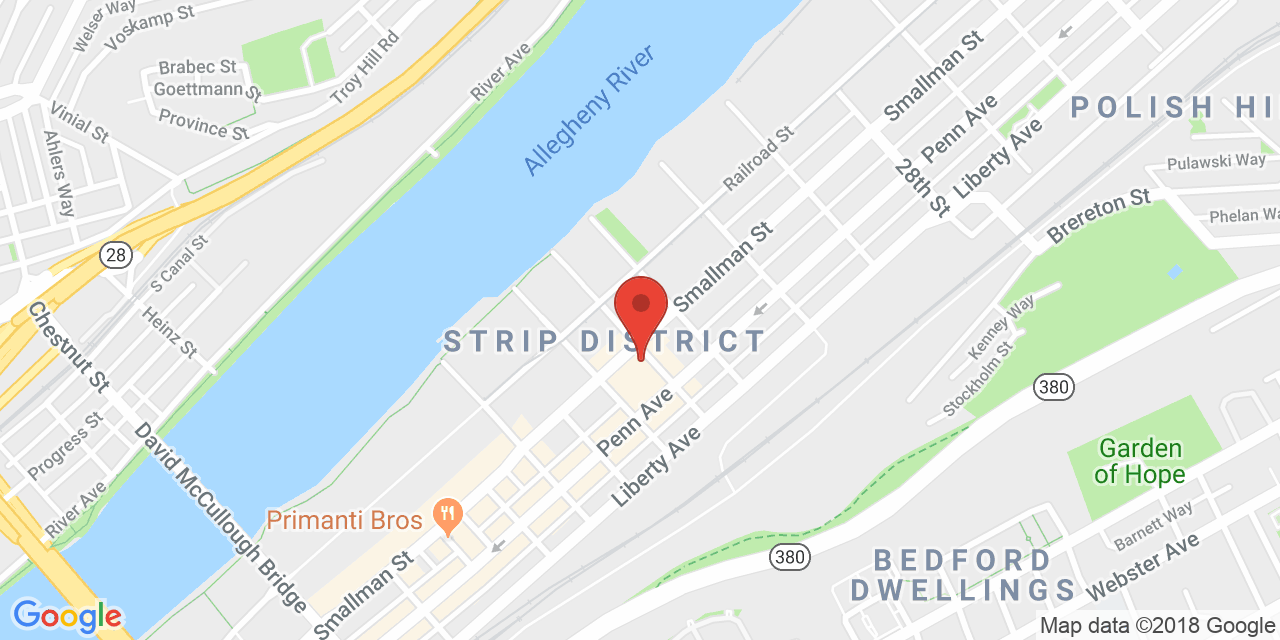 Welser Way
Voskamp St
Brabec St
Goettmann St
Troy Hill Rd
Province St
Vinial St
Ahlers Way
River Ave
Allegheny River
Smallman St
Penn Ave
Liberty Ave
POLISH HI
Pulawski Way
Phelan Wa
Railroad St
28th St
Brereton St
28
S Canal St
Heinz St
Chestnut St
Smallman St
STRIP DISTRICT
Kenney Way
Stockholm St
380
Progress St
David McCullough Bridge
River Ave
Penn Ave
Liberty Ave
Garden
of Hope
Primanti Bros
Barnett Way
Webster Ave
380
BEDFORD
DWELLINGS
Smallman St
Google
Map data ©2018 Google